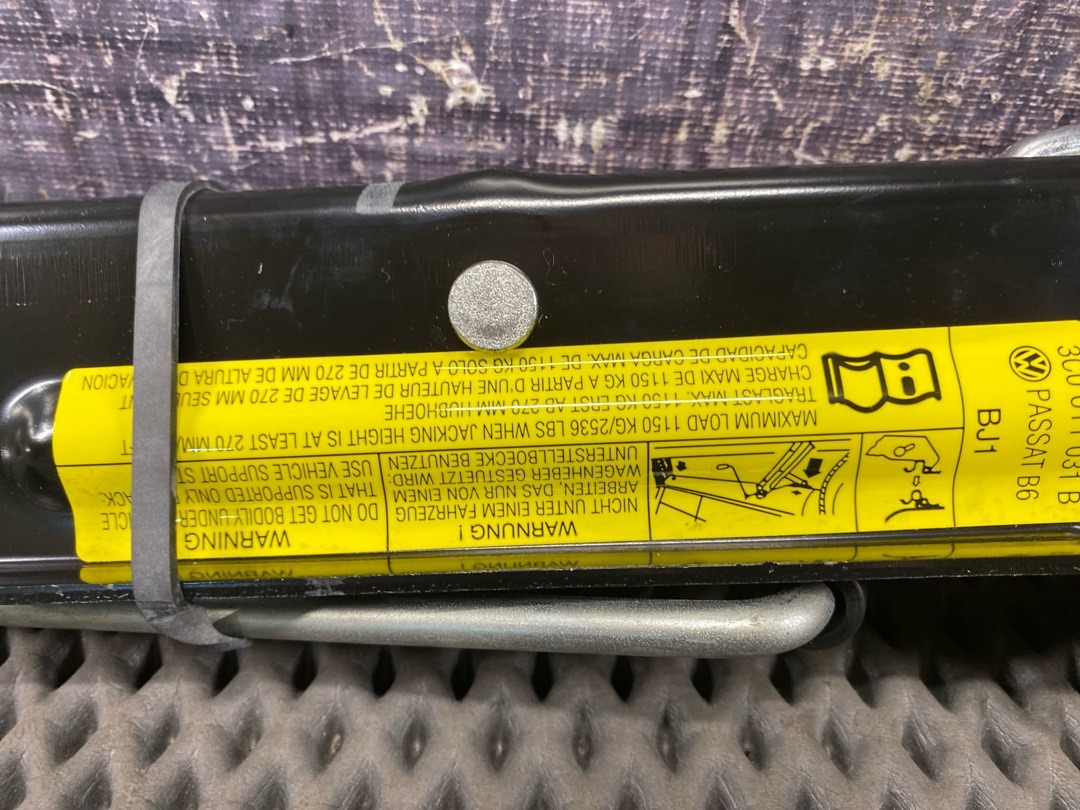 3C0 011 031 B
PASSAT B6
BJ1
8
WARNUNG !
NICHT UNTER EINEM FAHRZEUG
ARBEITEN, DAS NUR VON EINEM
WAGENHEBER GESTUETZT WIRD:
UNTERSTELLBOECKE BENUTZEN
WARNING
DO NOT GET BODILY UNDER
THAT IS SUPPORTED ONLY
USE VEHICLE SUPPORT
MAXIMUM LOAD 1150 KG/2536 LBS WHEN JACKING HEIGHT IS AT LEAST 270 MM/
TRAGLAST MAX. 1150 KG ERST AB 270 MM HUBHOEHE
CHARGE MAXI DE 1150 KG A PARTIR D'UNE HAUTEUR DE LEVAGE DE 270 MM
CAPACIDAD DE CARGA MAX. DE 1150 KG SOLO A PARTIR DE 270 MM DE ALTURA